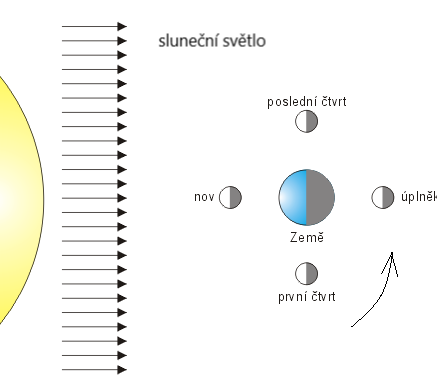 sluneční světlo
poslední čtvrt
nov
úplněk
Země
první čtvrt